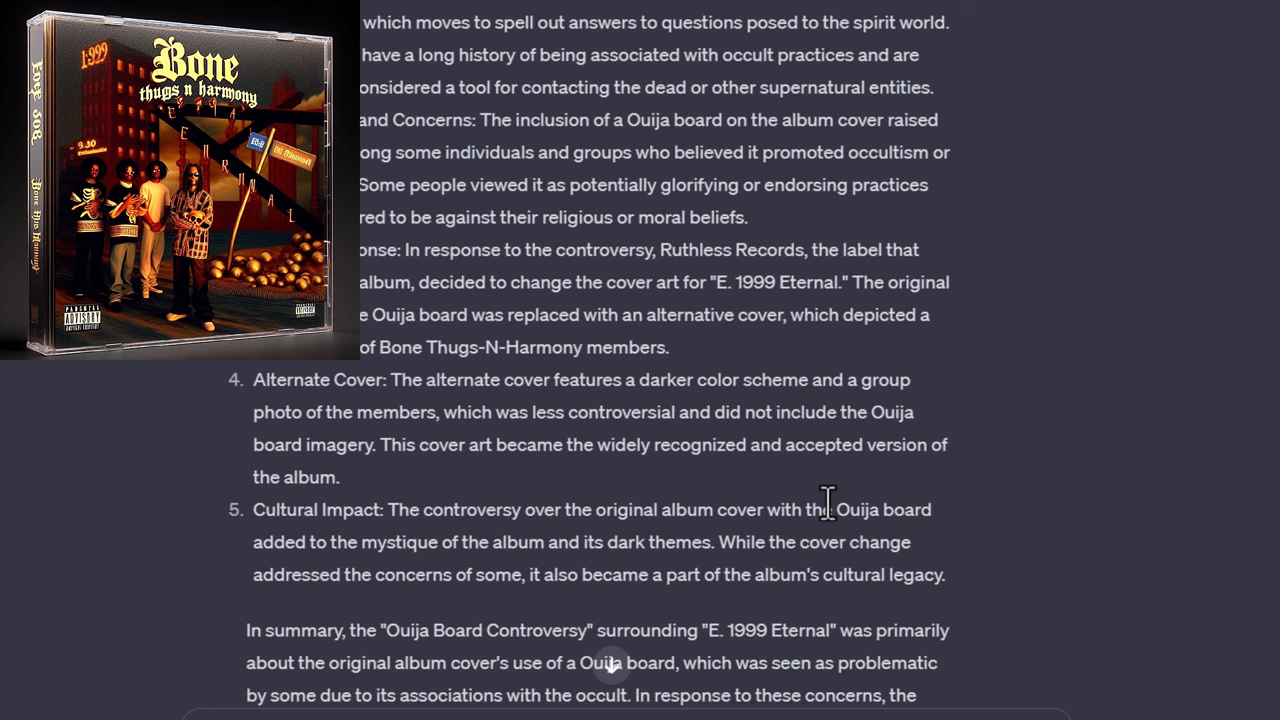 1:999
Bone
thugs n harmony
9.30
E T E R N A L
PARENTAL
ADVISORY
which moves to spell out answers to questions posed to the spirit world.
have a long history of being associated with occult practices and are
onsidered a tool for contacting the dead or other supernatural entities.
and Concerns: The inclusion of a Ouija board on the album cover raised
ong some individuals and groups who believed it promoted occultism or
Some people viewed it as potentially glorifying or endorsing practices
red to be against their religious or moral beliefs.
onse: In response to the controversy, Ruthless Records, the label that
album, decided to change the cover art for "E. 1999 Eternal." The original
e Ouija board was replaced with an alternative cover, which depicted a
of Bone Thugs-N-Harmony members.
4. Alternate Cover: The alternate cover features a darker color scheme and a group
photo of the members, which was less controversial and did not include the Ouija
board imagery. This cover art became the widely recognized and accepted version of
the album.
5. Cultural Impact: The controversy over the original album cover with the Ouija board
added to the mystique of the album and its dark themes. While the cover change
addressed the concerns of some, it also became a part of the album's cultural legacy.
In summary, the "Ouija Board Controversy" surrounding "E. 1999 Eternal" was primarily
about the original album cover's use of a Ouija board, which was seen as problematic
by some due to its associations with the occult. In response to these concerns, the